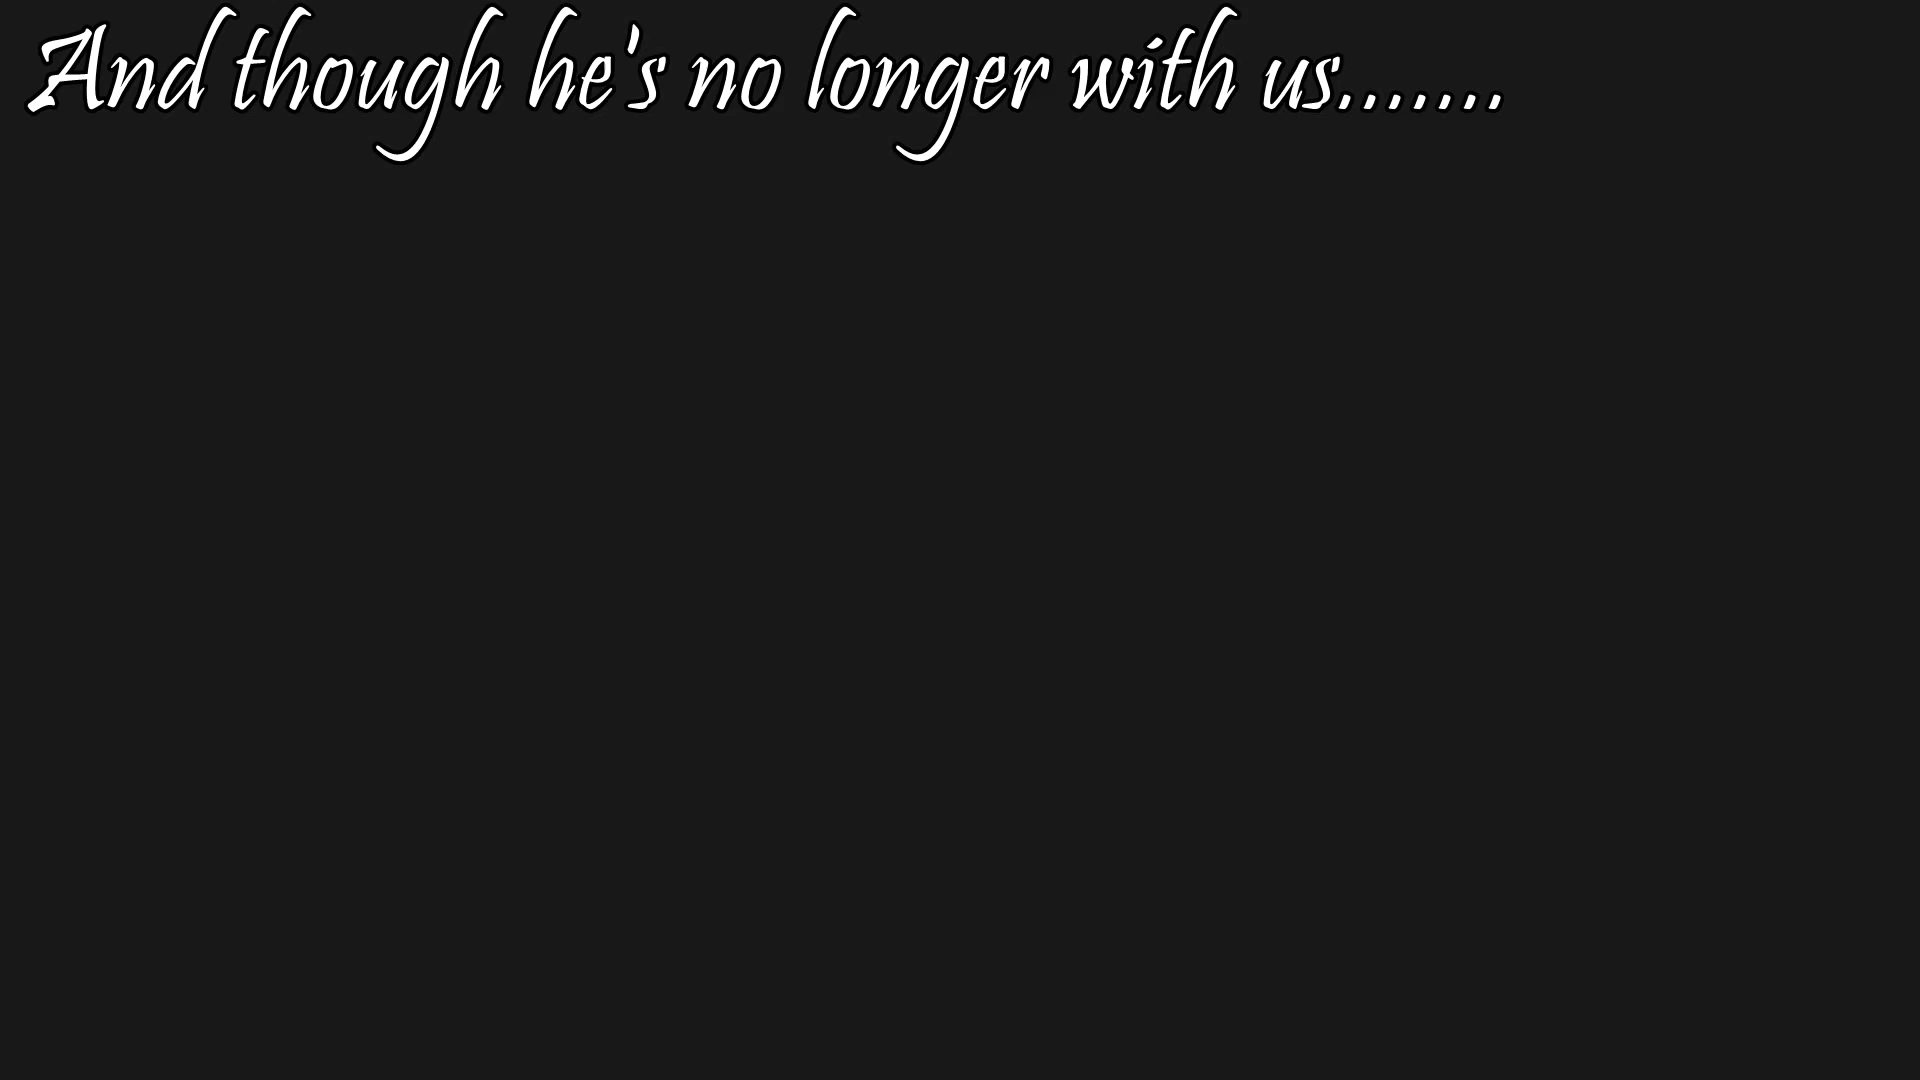 And though he's no longer with us.......